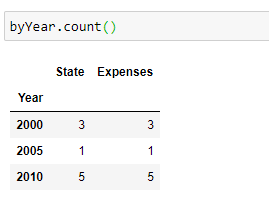 byYear.count()
State Expenses
Year
2000 3 3
2005 1 1
2010 5 5